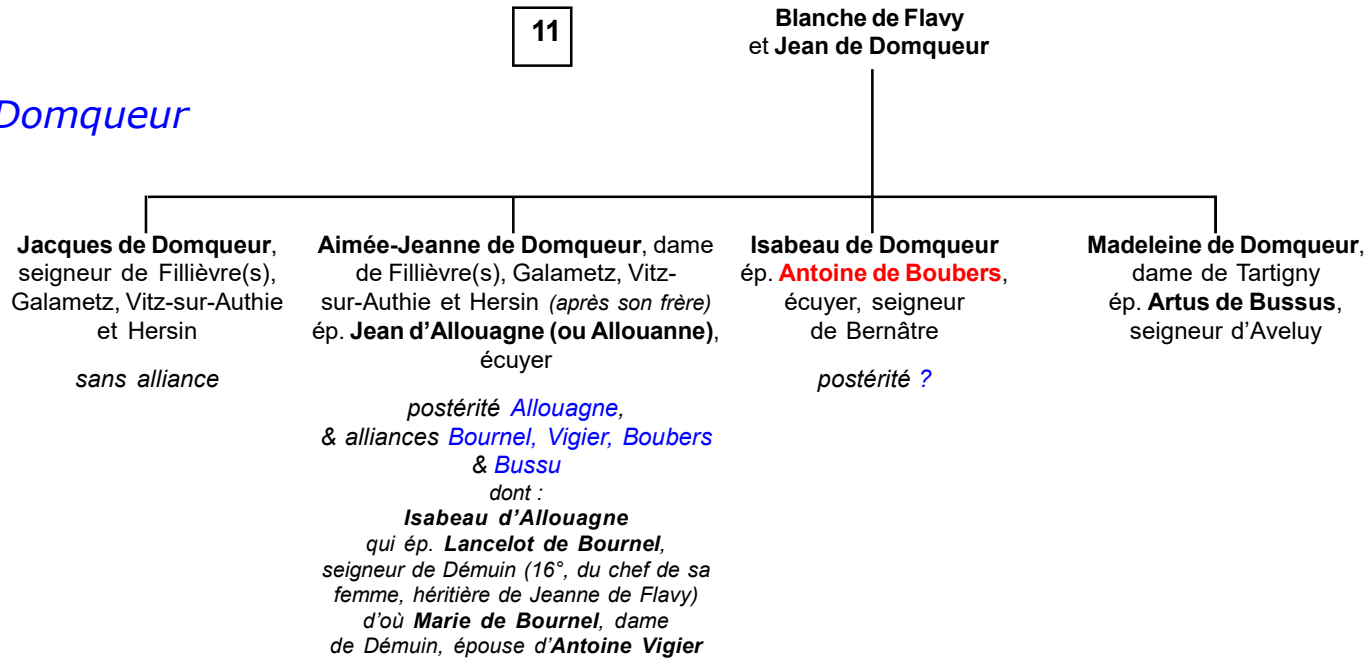 11
Blanche de Flavy
et Jean de Domqueur
Domqueur
Jacques de Domqueur,
seigneur de Fillièvre(s),
Galametz, Vitz-sur-Authie
et Hersin
sans alliance
Aimée-Jeanne de Domqueur, dame
de Fillièvre(s), Galametz, Vitz-
sur-Authie et Hersin (après son frère)
ép. Jean d’Allouagne (ou Allouanne),
écuyer
postérité Allouagne,
& alliances Bournel, Vigier, Boubers
& Bussu
dont :
Isabeau d’Allouagne
qui ép. Lancelot de Bournel,
seigneur de Démuin (16°, du chef de sa
femme, héritière de Jeanne de Flavy)
d’où Marie de Bournel, dame
de Démuin, épouse d’Antoine Vigier
Isabeau de Domqueur
ép. Antoine de Boubers,
écuyer, seigneur
de Bernâtre
postérité ?
Madeleine de Domqueur,
dame de Tartigny
ép. Artus de Bussus,
seigneur d’Aveluy